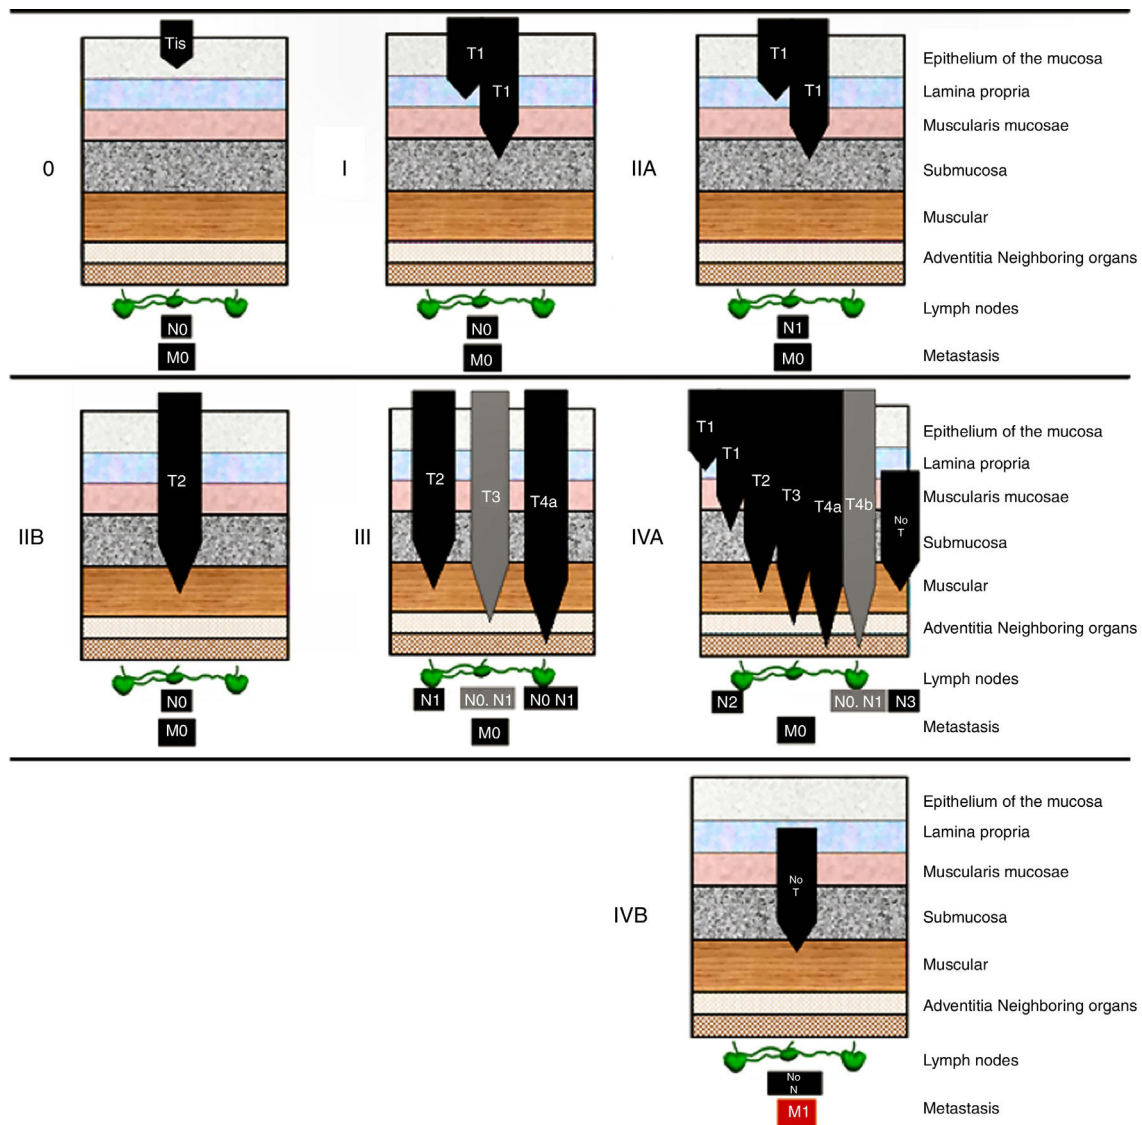 Tis
T1
T1
T1
T1
Epithelium of the mucosa
Lamina propria
Muscularis mucosae
0
I
IIA
Submucosa
Muscular
Adventitia Neighboring organs
Lymph nodes
N0
N0
N1
M0
M0
M0
Metastasis
T2
T2
T3
T4a
T1
T1
T2
T3
T4a
T4b
No
T
Epithelium of the mucosa
Lamina propria
Muscularis mucosae
IIB
III
IVA
Submucosa
Muscular
Adventitia Neighboring organs
Lymph nodes
N0
N1
N0. N1
N0 N1
N2
N0. N1
N3
M0
M0
M0
Metastasis
Epithelium of the mucosa
Lamina propria
Muscularis mucosae
No
T
IVB
Submucosa
Muscular
Adventitia Neighboring organs
Lymph nodes
No
N
M1
Metastasis